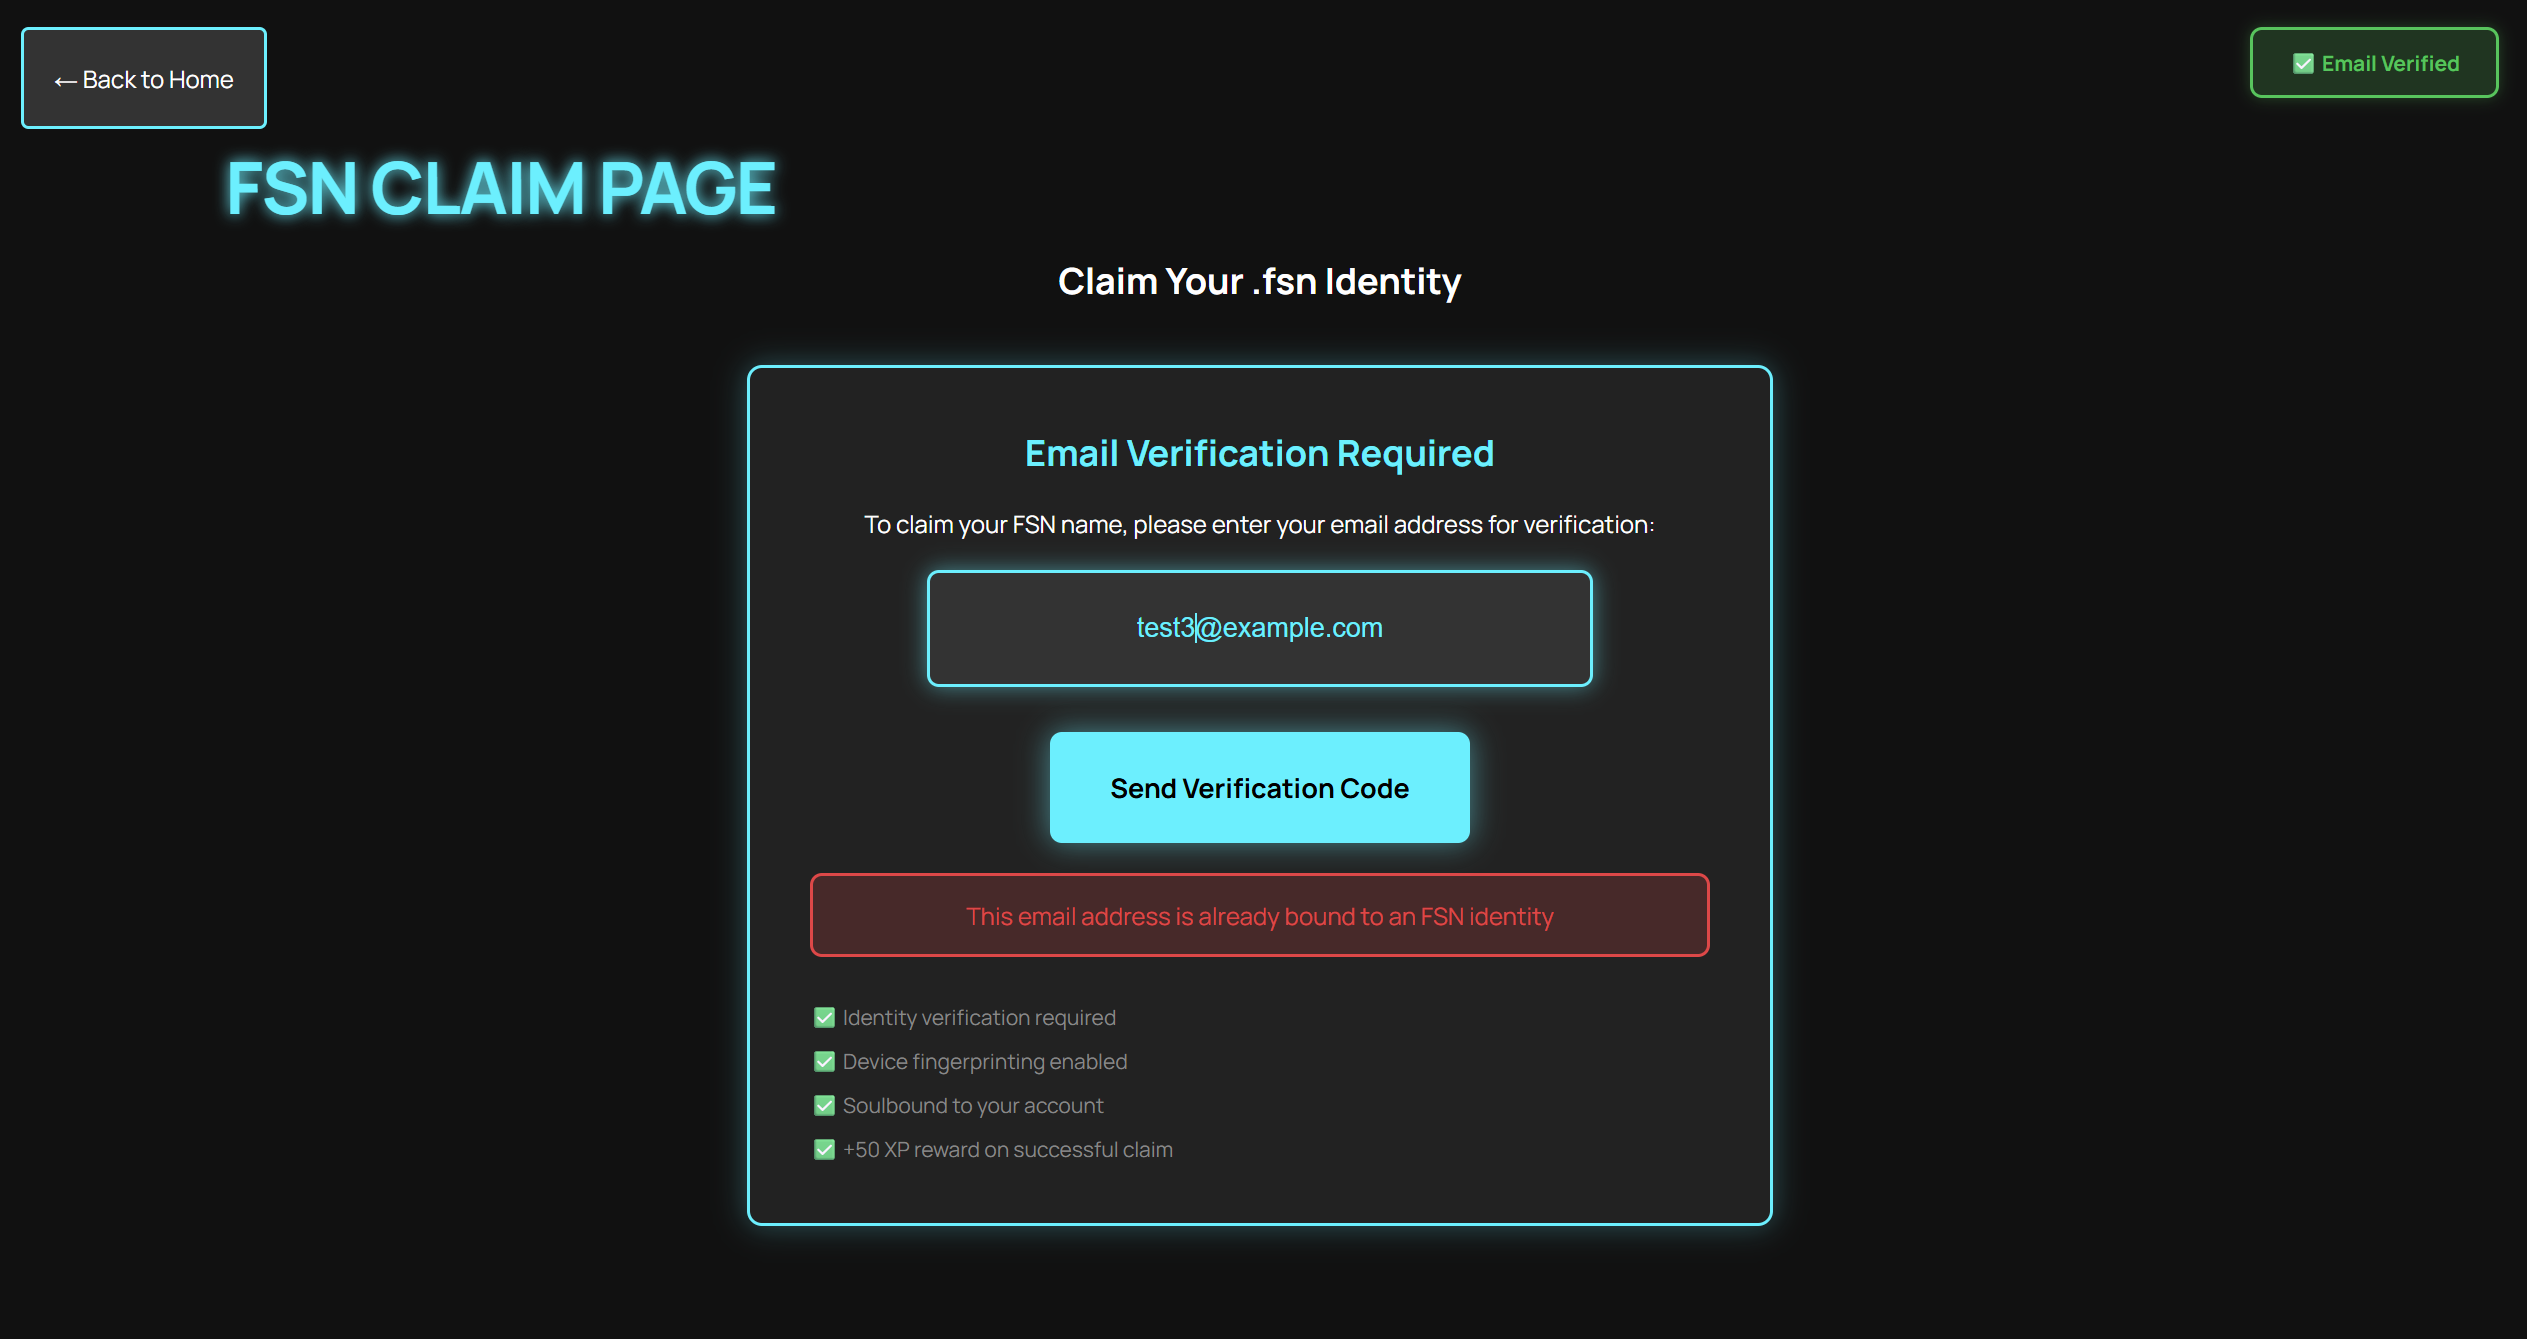 ← Back to Home
✅ Email Verified
FSN CLAIM PAGE
Claim Your .fsn Identity
Email Verification Required
To claim your FSN name, please enter your email address for verification:
test3@example.com
Send Verification Code
This email address is already bound to an FSN identity
✅ Identity verification required
✅ Device fingerprinting enabled
✅ Soulbound to your account
✅ +50 XP reward on successful claim